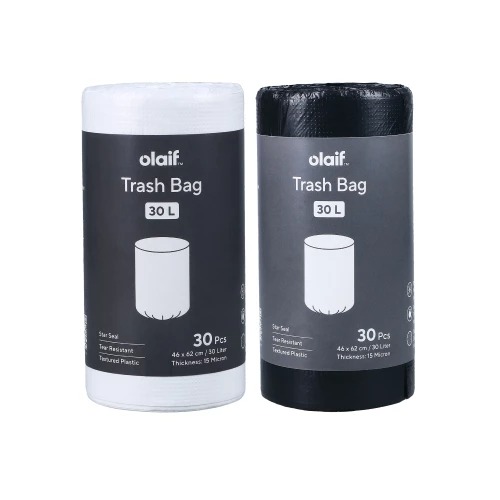 olaif™
Trash Bag
30 L
Star Seal
Tear Resistant
Textured Plastic
30 Pcs
46 x 62 cm / 30 Liter
Thickness: 15 Micron
olaif™
Trash Bag
30 L
Star Seal
Tear Resistant
Textured Plastic
30 Pcs
46 x 62 cm / 30 Liter
Thickness: 15 Micron